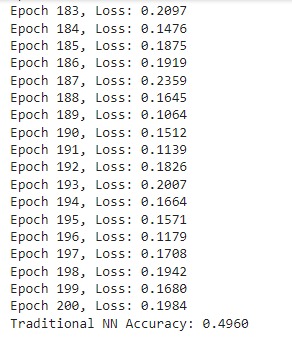 Epoch 183, Loss: 0.2097
Epoch 184, Loss: 0.1476
Epoch 185, Loss: 0.1875
Epoch 186, Loss: 0.1919
Epoch 187, Loss: 0.2359
Epoch 188, Loss: 0.1645
Epoch 189, Loss: 0.1064
Epoch 190, Loss: 0.1512
Epoch 191, Loss: 0.1139
Epoch 192, Loss: 0.1826
Epoch 193, Loss: 0.2007
Epoch 194, Loss: 0.1664
Epoch 195, Loss: 0.1571
Epoch 196, Loss: 0.1179
Epoch 197, Loss: 0.1708
Epoch 198, Loss: 0.1942
Epoch 199, Loss: 0.1680
Epoch 200, Loss: 0.1984
Traditional NN Accuracy: 0.4960